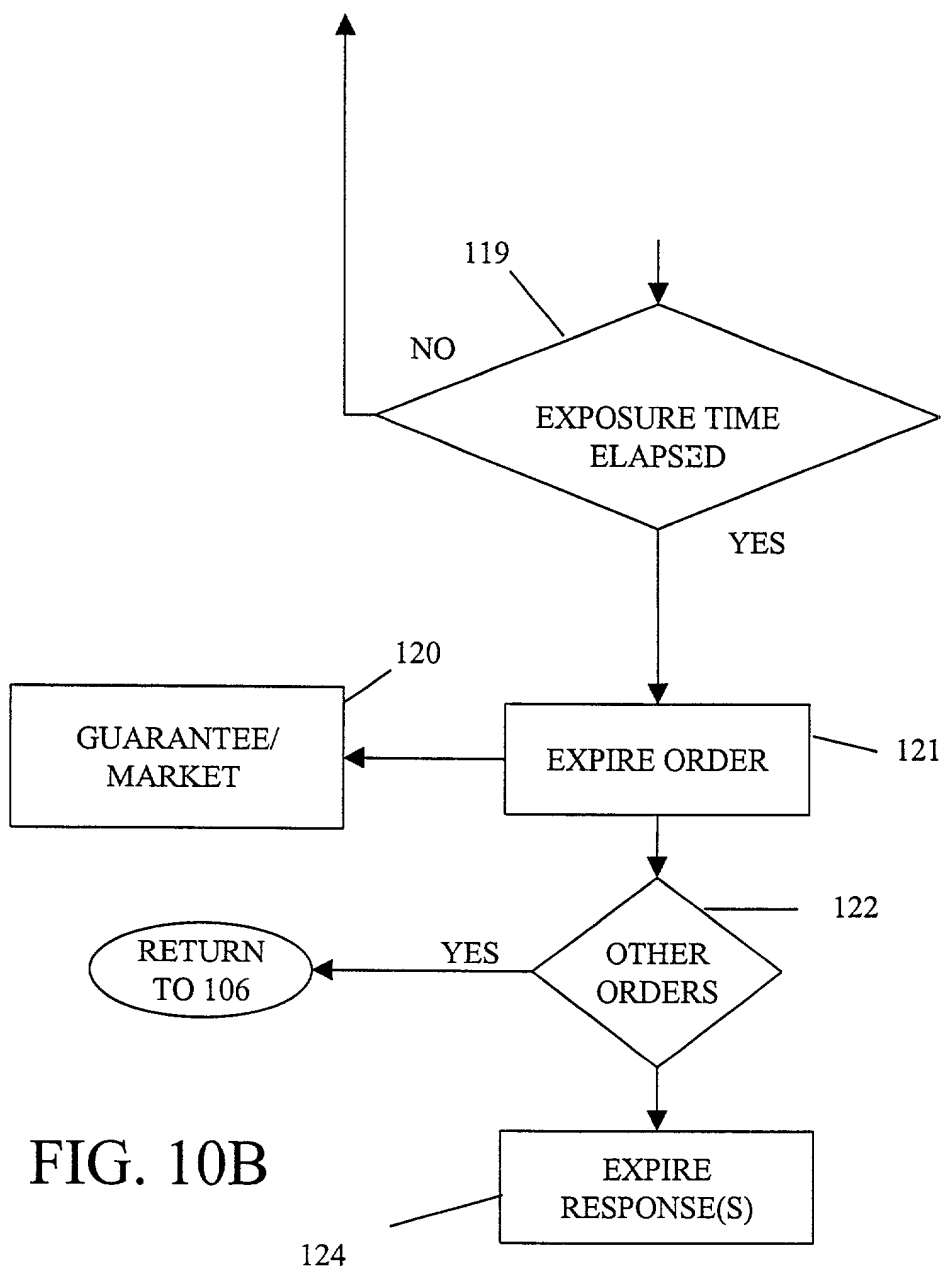 119
NO
EXPOSURE TIME
ELAPSED
YES
120
GUARANTEE/
MARKET
EXPIRE ORDER
121
122
RETURN
TO 106
YES
OTHER
ORDERS
FIG. 10B
EXPIRE
RESPONSE(S)
124